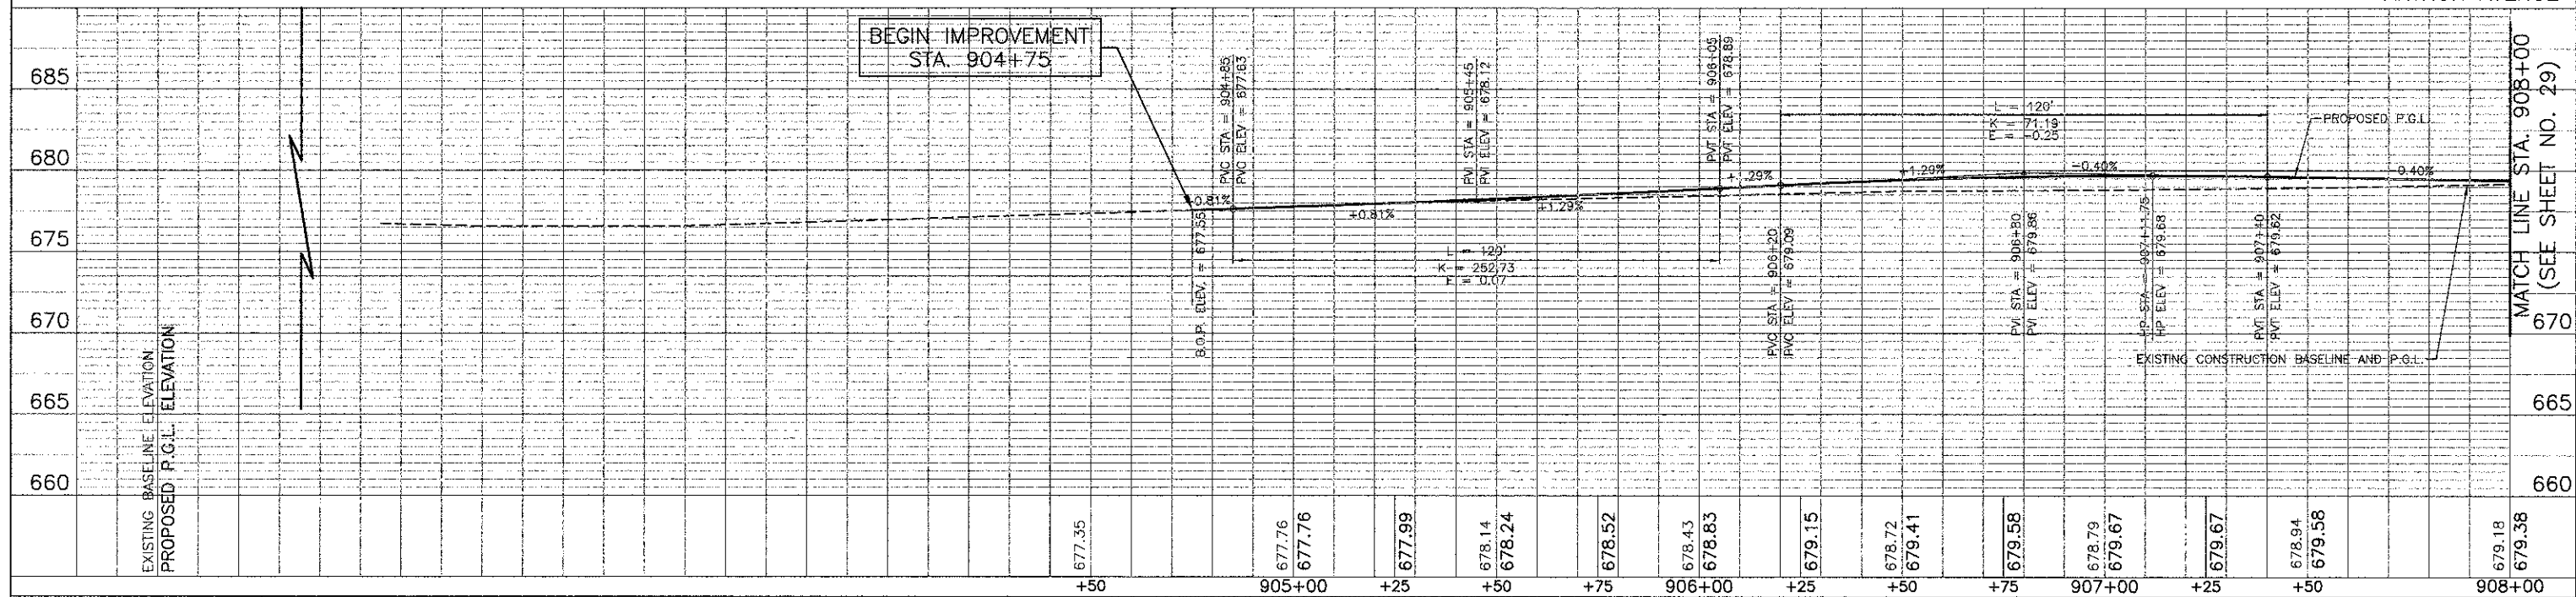 BEGIN IMPROVEMENT
STA. 904+75
685
680
675
670
665
660
EXISTING BASELINE ELEVATION
PROPOSED P.G.L. ELEVATION
PVC STA = 904+85
PVC ELEV = 677.63
PVI STA = 905+45
PVI ELEV = 678.12
PVT STA = 906+05
PVT ELEV = 678.89
L = 120'
K = 71.19
E = -0.25
PROPOSED P.G.L.
+0.81%
+0.81%
+1.29%
+1.29%
-0.40%
-0.40%
B.O.P. ELEV. = 677.55
L = 120'
K = 252.73
E = 0.07
PVC STA = 906+20
PVC ELEV = 679.09
PVI STA = 906+80
PVI ELEV = 679.86
HP STA = 907+11.75
HP ELEV = 679.68
PVT STA = 907+40
PVT ELEV = 679.62
EXISTING CONSTRUCTION BASELINE AND P.G.L.
MATCH LINE STA. 908+00
(SEE SHEET NO. 29)
670
665
660
677.35
677.76
677.76
677.99
678.14
678.24
678.52
678.43
678.83
679.15
678.72
679.41
679.58
678.79
679.67
679.67
678.94
679.58
679.18
679.38
+50 905+00 +25 +50 +75 906+00 +25 +50 +75 907+00 +25 +50 908+00